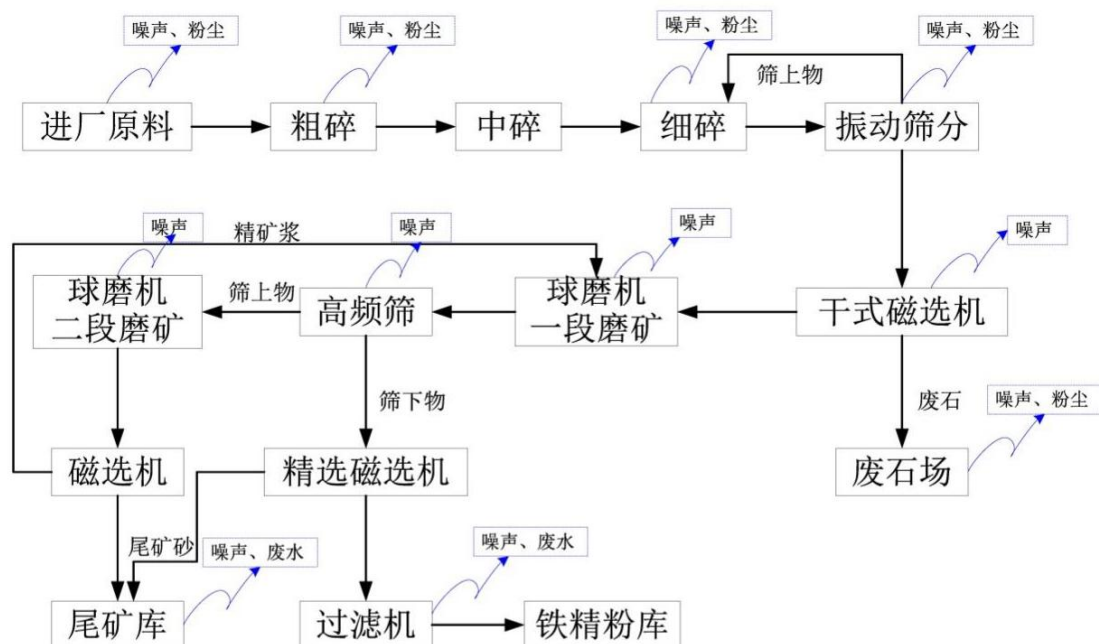 噪声、粉尘
噪声、粉尘
噪声、粉尘
噪声、粉尘
筛上物
进厂原料
粗碎
中碎
细碎
振动筛分
噪声
精矿浆
噪声
噪声
噪声
球磨机
二段磨矿
筛上物
高频筛
球磨机
一段磨矿
干式磁选机
筛下物
废石
噪声、粉尘
磁选机
精选磁选机
废石场
尾矿砂
噪声、废水
噪声、废水
尾矿库
过滤机
铁精粉库